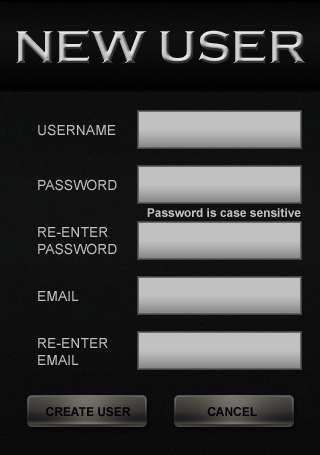 NEW USER
USERNAME
PASSWORD
Password is case sensitive
RE-ENTER
PASSWORD
EMAIL
RE-ENTER
EMAIL
CREATE USER
CANCEL